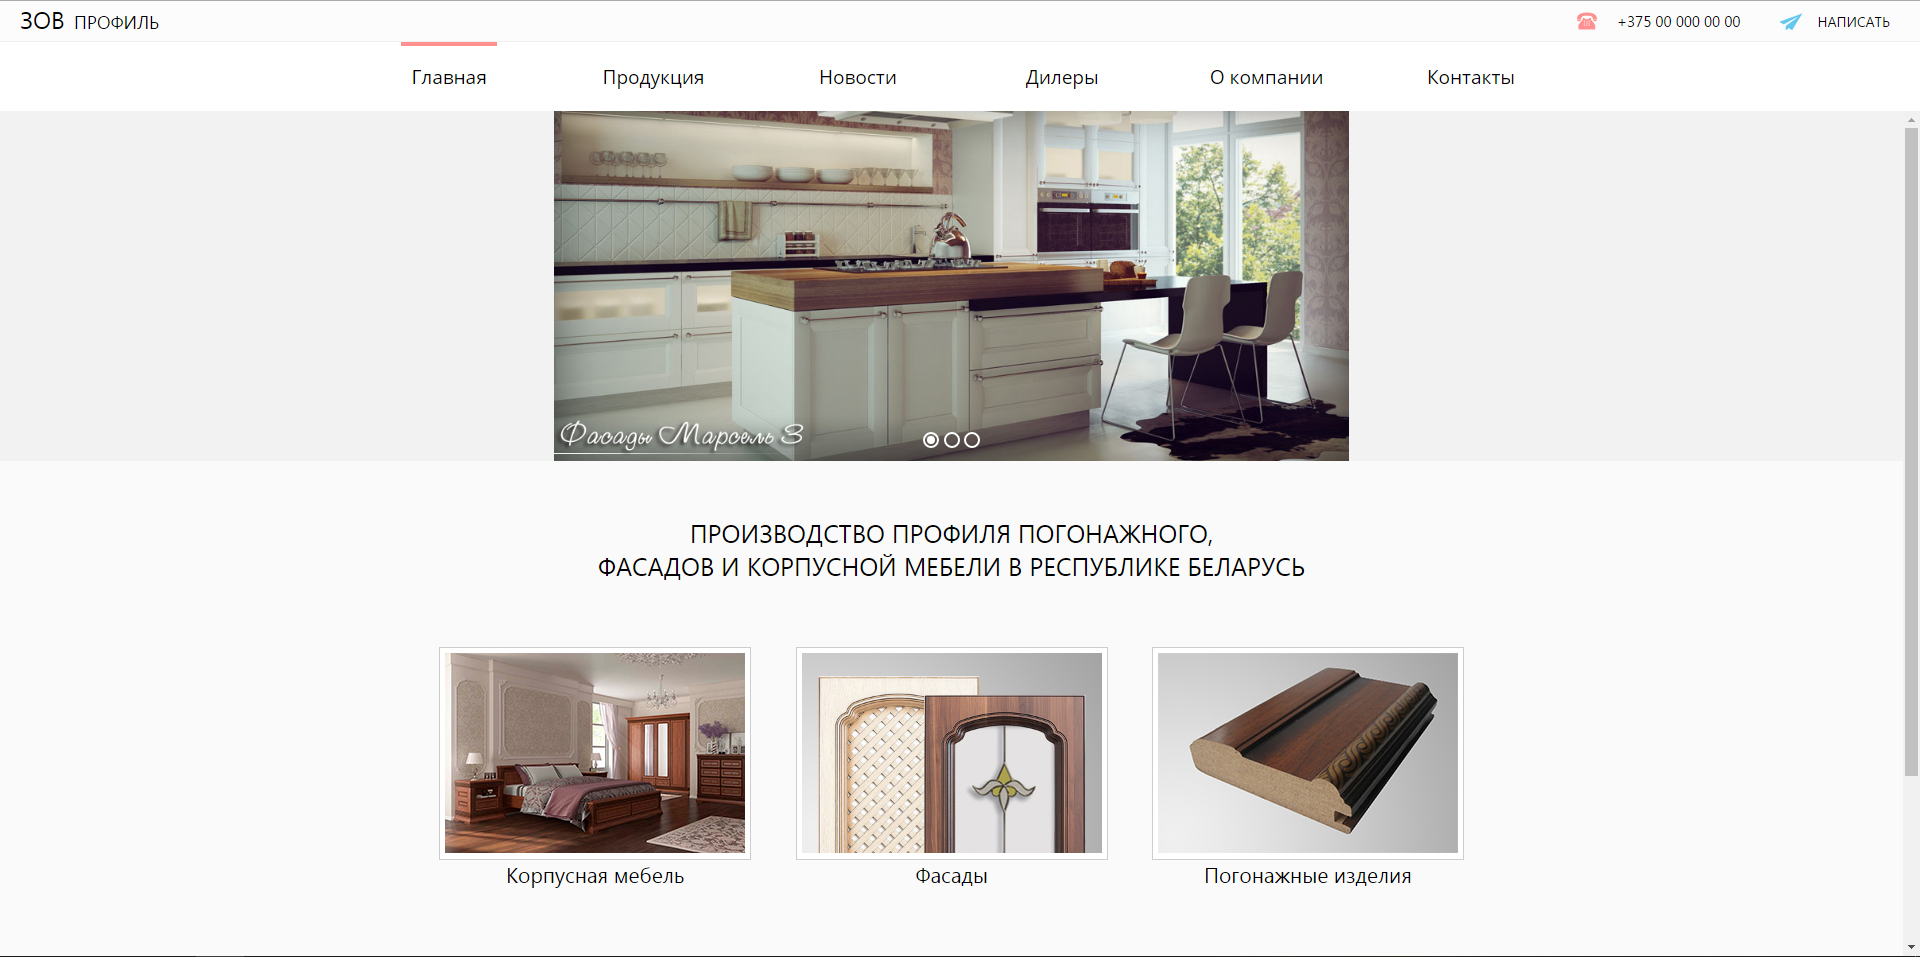 ЗОВ ПРОФИЛЬ
+375 00 000 00 00 НАПИСАТЬ
Главная Продукция Новости Дилеры О компании Контакты
Фасады Марсель 3
ПРОИЗВОДСТВО ПРОФИЛЯ ПОГОНАЖНОГО,
ФАСАДОВ И КОРПУСНОЙ МЕБЕЛИ В РЕСПУБЛИКЕ БЕЛАРУСЬ
Корпусная мебель Фасады Погонажные изделия